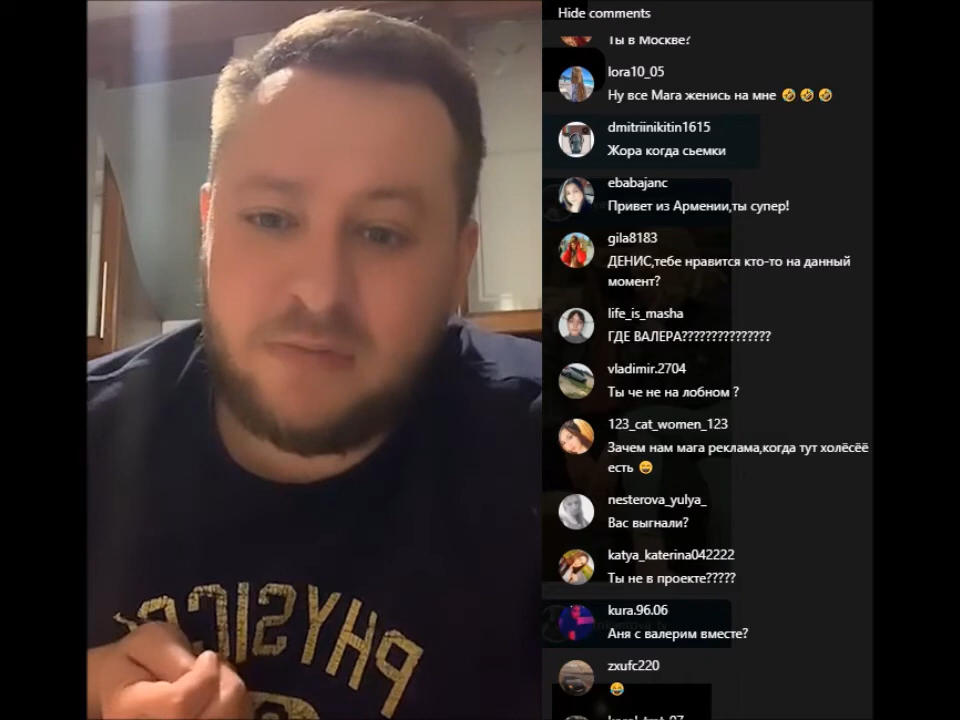 Hide comments
Ты в Москве?
lora10_05
Ну все Мага женись на мне 🤣 🤣 🤣
dmitriinikitin1615
Жора когда сьемки
ebabajanc
Привет из Армении,ты супер!
gila8183
ДЕНИС,тебе нравится кто-то на данный
момент?
life_is_masha
ГДЕ ВАЛЕРА???????????????
vladimir.2704
Ты че не на лобном ?
123_cat_women_123
Зачем нам мага реклама,когда тут холёсёё
есть 😄
nesterova_yulya_
Вас выгнали?
katya_katerina042222
Ты не в проекте?????
kura.96.06
Аня с валерим вместе?
zxufc220
😂
PHYSICS